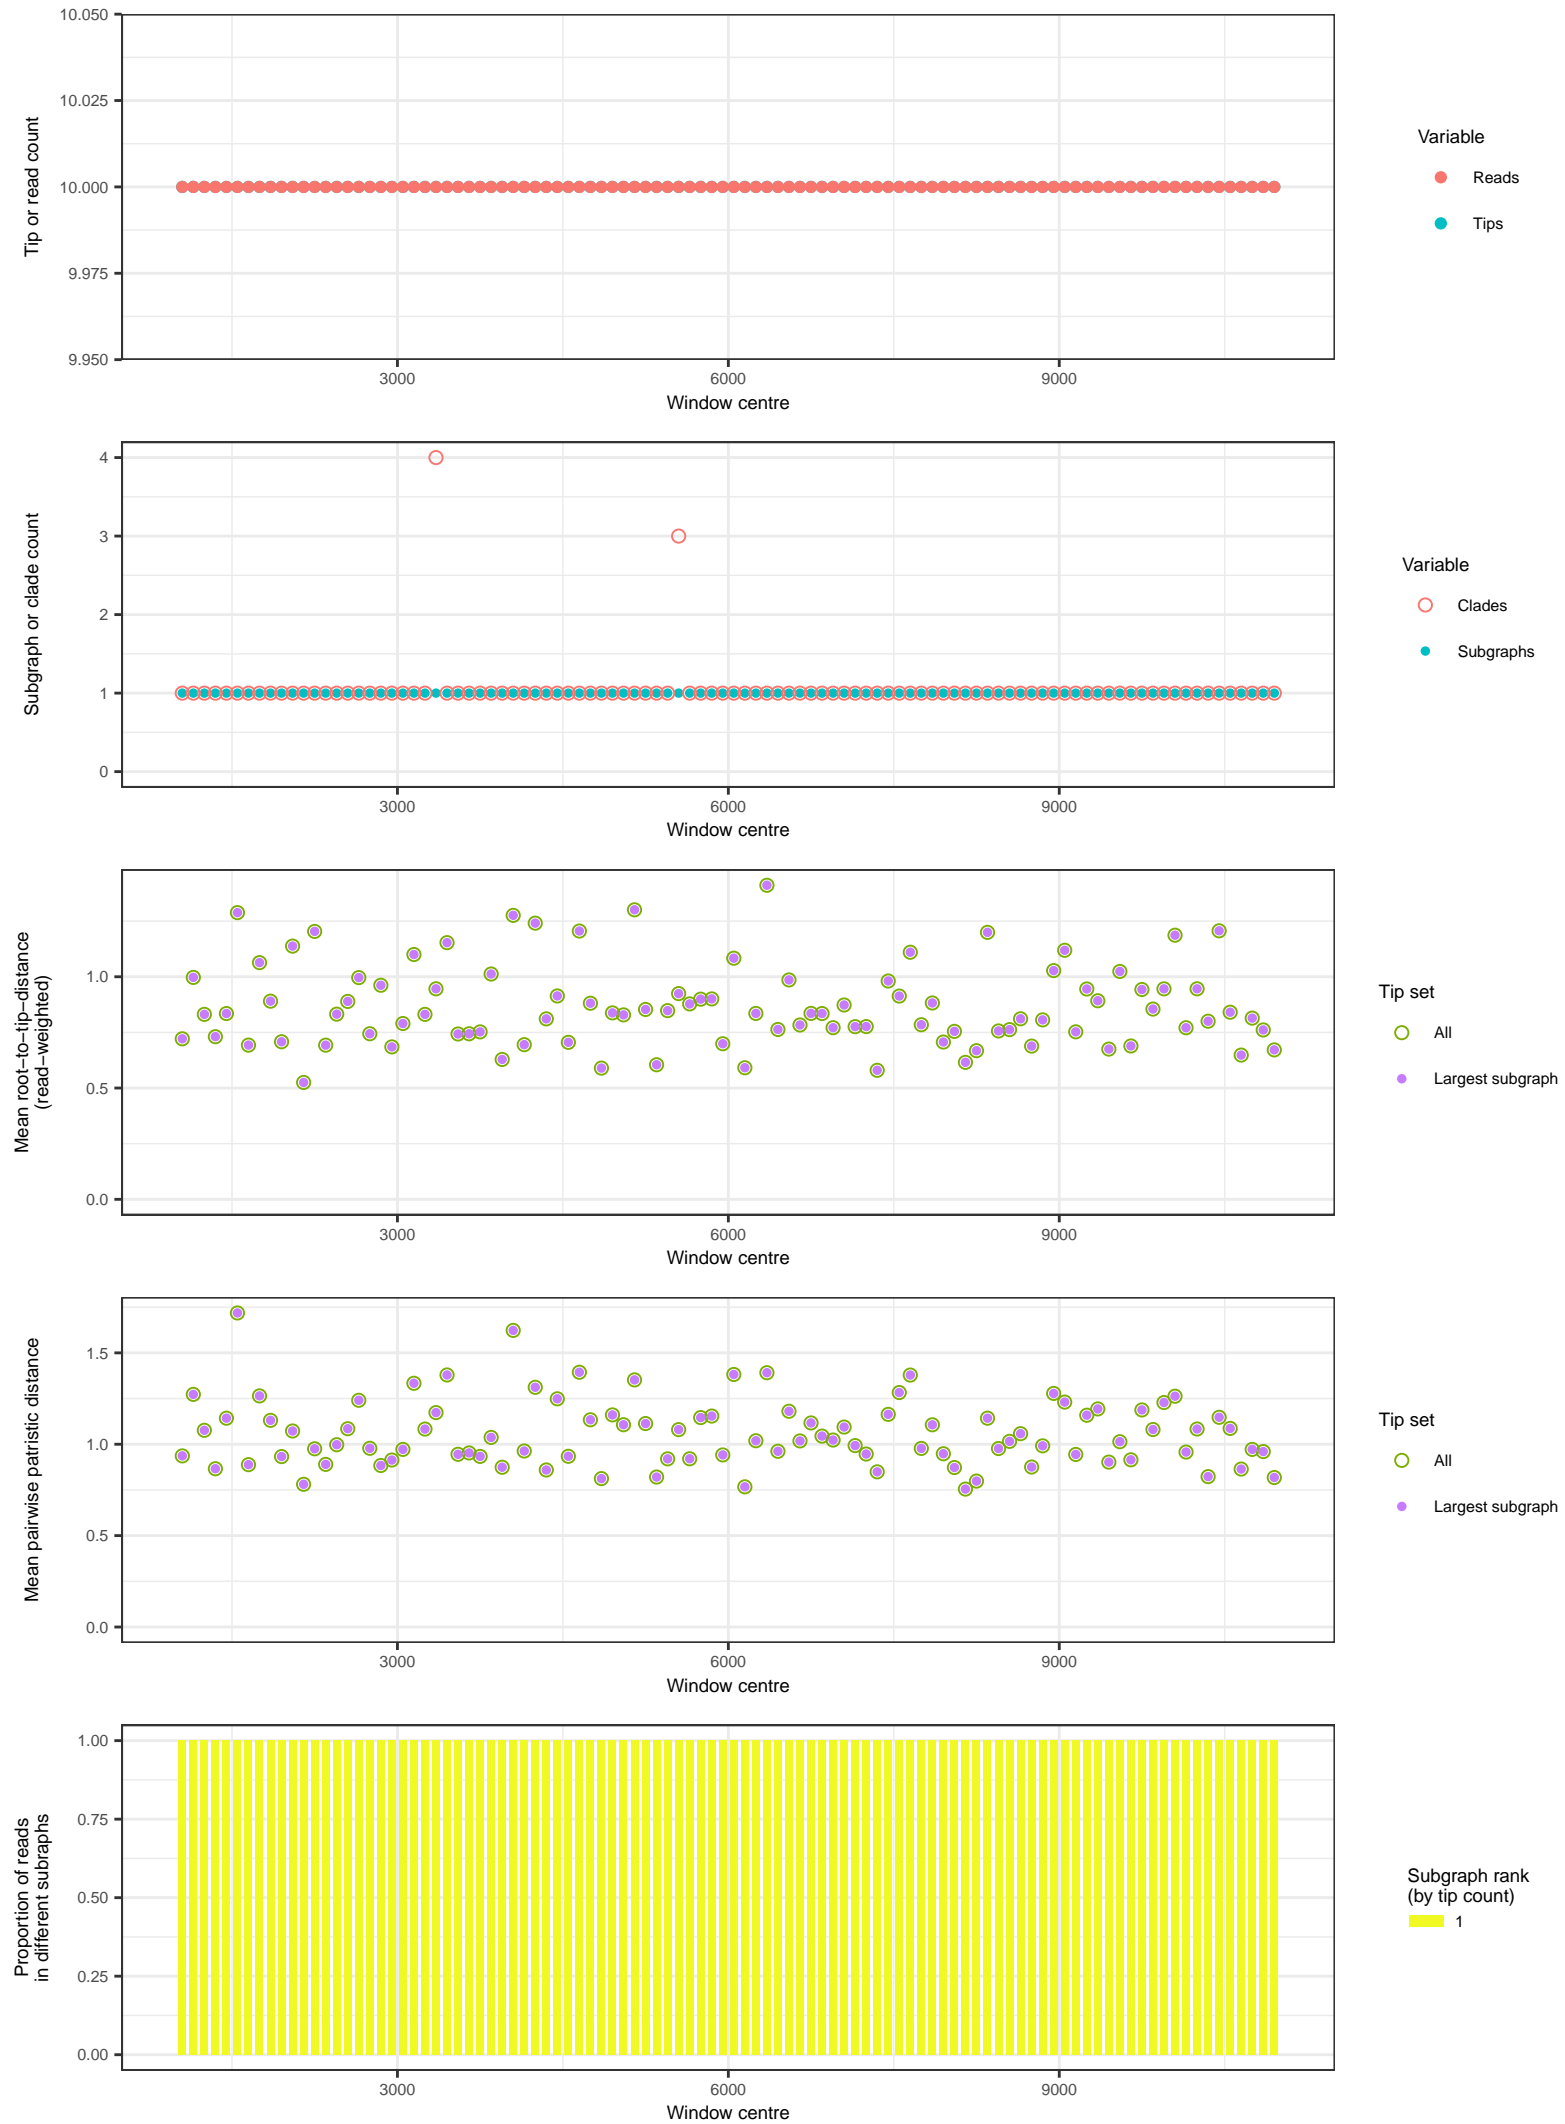 10.050
10.025
10.000
9.975
9.950
Tip or read count
3000 6000 9000
Window centre
Variable
Reads
Tips
4
3
2
1
0
Subgraph or clade count
3000 6000 9000
Window centre
Variable
Clades
Subgraphs
1.0
0.5
0.0
Mean root−to−tip−distance
(read−weighted)
3000 6000 9000
Window centre
Tip set
All
Largest subgraph
1.5
1.0
0.5
0.0
Mean pairwise patristic distance
3000 6000 9000
Window centre
Tip set
All
Largest subgraph
1.00
0.75
0.50
0.25
0.00
Proportion of reads
in different subraphs
3000 6000 9000
Window centre
Subgraph rank
(by tip count)
1